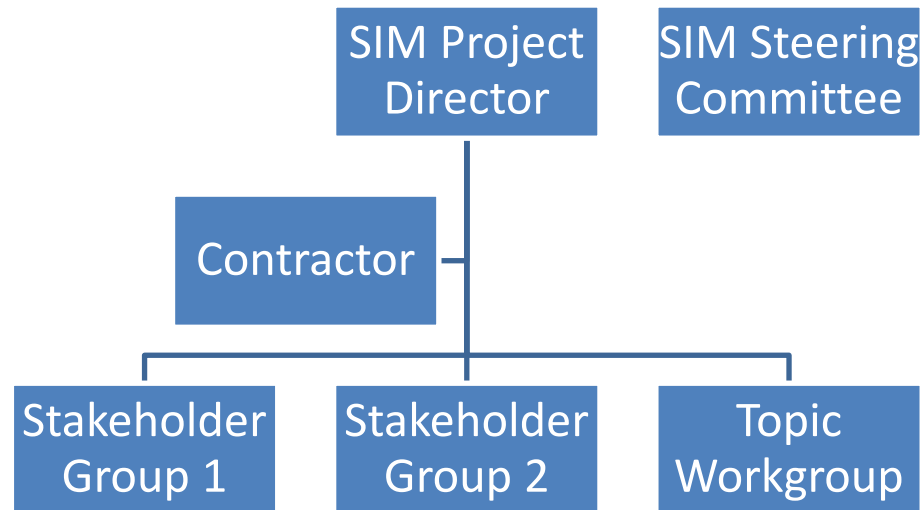 SIM Project
Director
SIM Steering
Committee
Contractor
Stakeholder
Group 1
Stakeholder
Group 2
Topic
Workgroup